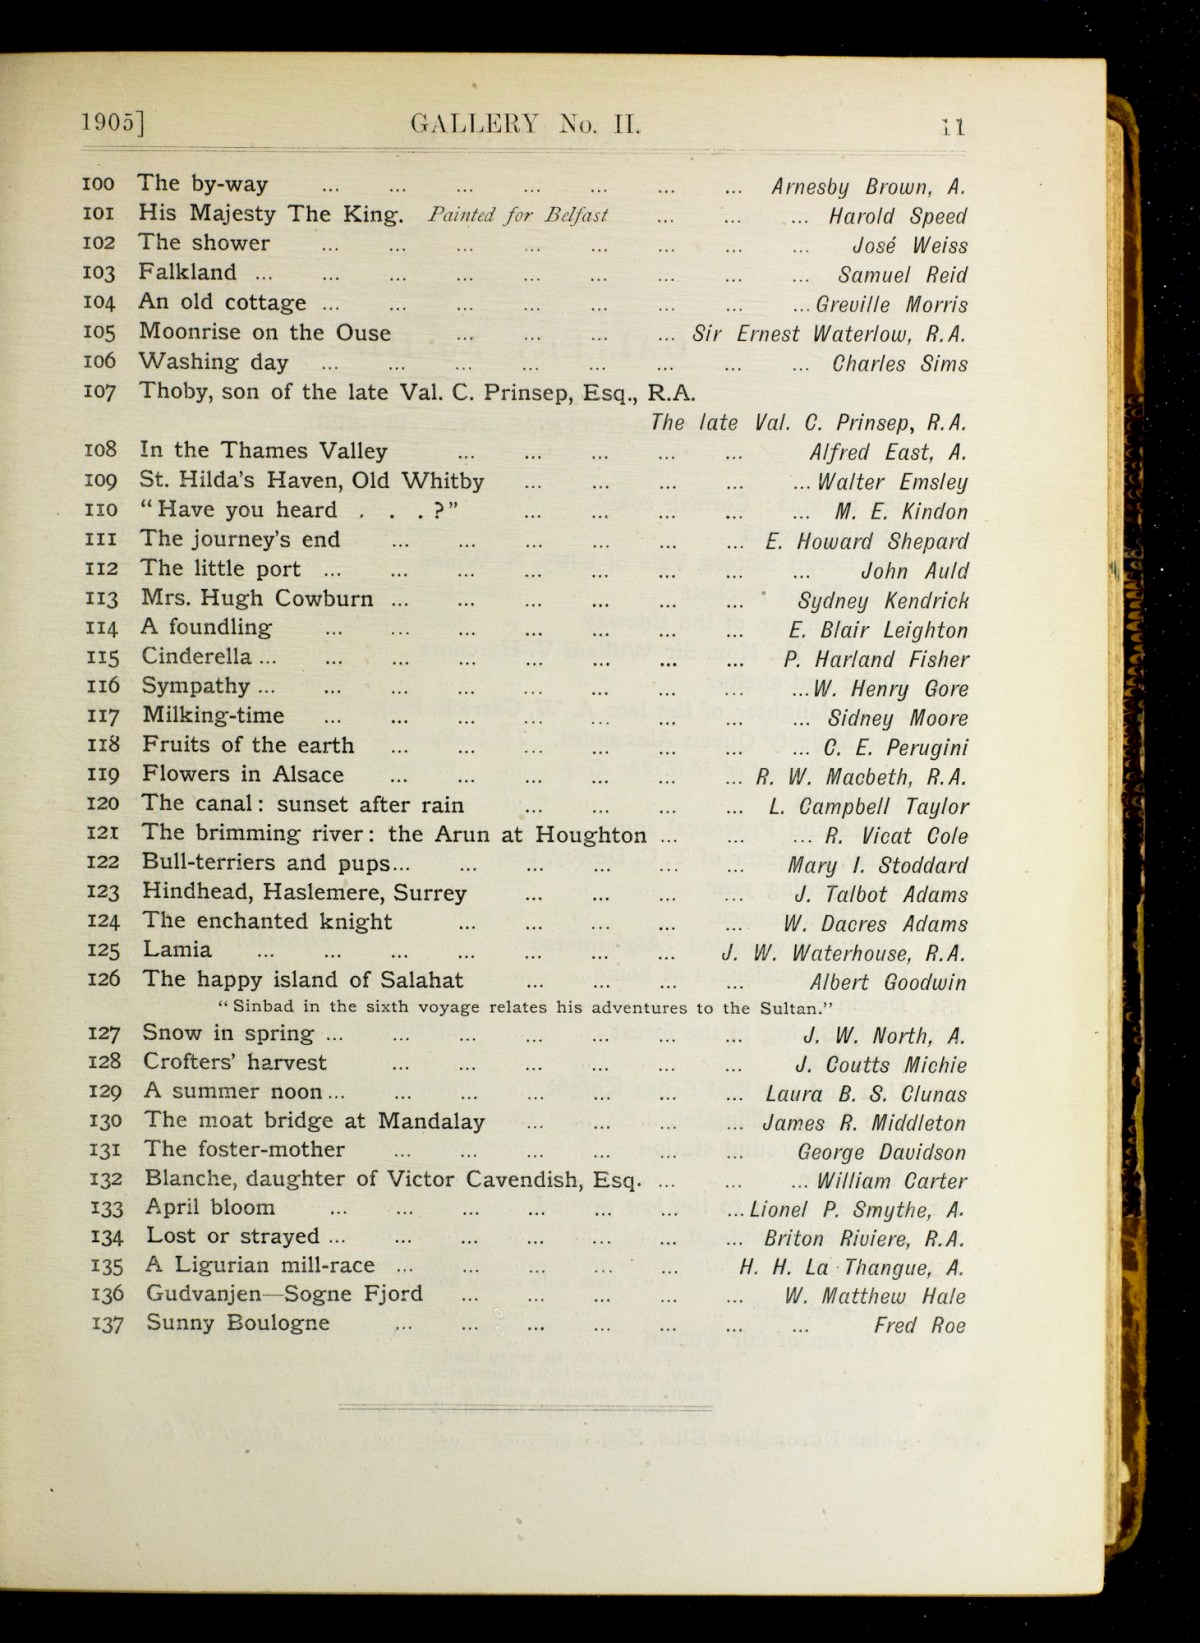 1905] GALLERY No. II. 11
100 The by-way ... ... ... ... ... ... ... Arnesby Brown, A.
101 His Majesty The King. Painted for Belfast ... ... ... Harold Speed
102 The shower ... ... ... ... ... ... ... ... José Weiss
103 Falkland ... ... ... ... ... ... ... ... ... Samuel Reid
104 An old cottage ... ... ... ... ... ... ... ... Greville Morris
105 Moonrise on the Ouse ... ... ... ... Sir Ernest Waterlow, R.A.
106 Washing day ... ... ... ... ... ... ... ... Charles Sims
107 Thoby, son of the late Val. C. Prinsep, Esq., R.A.
The late Val. C. Prinsep, R.A.
108 In the Thames Valley ... ... ... ... ... Alfred East, A.
109 St. Hilda's Haven, Old Whitby ... ... ... ... ... Walter Emsley
110 “Have you heard . . . ?” ... ... ... ... ... M. E. Kindon
111 The journey's end ... ... ... ... ... ... E. Howard Shepard
112 The little port ... ... ... ... ... ... ... ... John Auld
113 Mrs. Hugh Cowburn ... ... ... ... ... ... Sydney Kendrick
114 A foundling ... ... ... ... ... ... ... E. Blair Leighton
115 Cinderella ... ... ... ... ... ... ... ... P. Harland Fisher
116 Sympathy ... ... ... ... ... ... ... ... ... W. Henry Gore
117 Milking-time ... ... ... ... ... ... ... ... Sidney Moore
118 Fruits of the earth ... ... ... ... ... ... ... C. E. Perugini
119 Flowers in Alsace ... ... ... ... ... ... R. W. Macbeth, R.A.
120 The canal: sunset after rain ... ... ... ... L. Campbell Taylor
121 The brimming river: the Arun at Houghton ... ... ... R. Vicat Cole
122 Bull-terriers and pups... ... ... ... ... ... Mary I. Stoddard
123 Hindhead, Haslemere, Surrey ... ... ... ... J. Talbot Adams
124 The enchanted knight ... ... ... ... ... W. Dacres Adams
125 Lamia ... ... ... ... ... ... ... J. W. Waterhouse, R.A.
126 The happy island of Salahat ... ... ... ... Albert Goodwin
“Sinbad in the sixth voyage relates his adventures to the Sultan.”
127 Snow in spring ... ... ... ... ... ... ... J. W. North, A.
128 Crofters' harvest ... ... ... ... ... ... J. Coutts Michie
129 A summer noon ... ... ... ... ... ... ... Laura B. S. Clunas
130 The moat bridge at Mandalay ... ... ... ... James R. Middleton
131 The foster-mother ... ... ... ... ... ... George Davidson
132 Blanche, daughter of Victor Cavendish, Esq. ... ... ... William Carter
133 April bloom ... ... ... ... ... ... ... Lionel P. Smythe, A.
134 Lost or strayed ... ... ... ... ... ... ... Briton Riviere, R.A.
135 A Ligurian mill-race ... ... ... ... ... H. H. La Thangue, A.
136 Gudvanjen—Sogne Fjord ... ... ... ... ... W. Matthew Hale
137 Sunny Boulogne ... ... ... ... ... ... ... Fred Roe